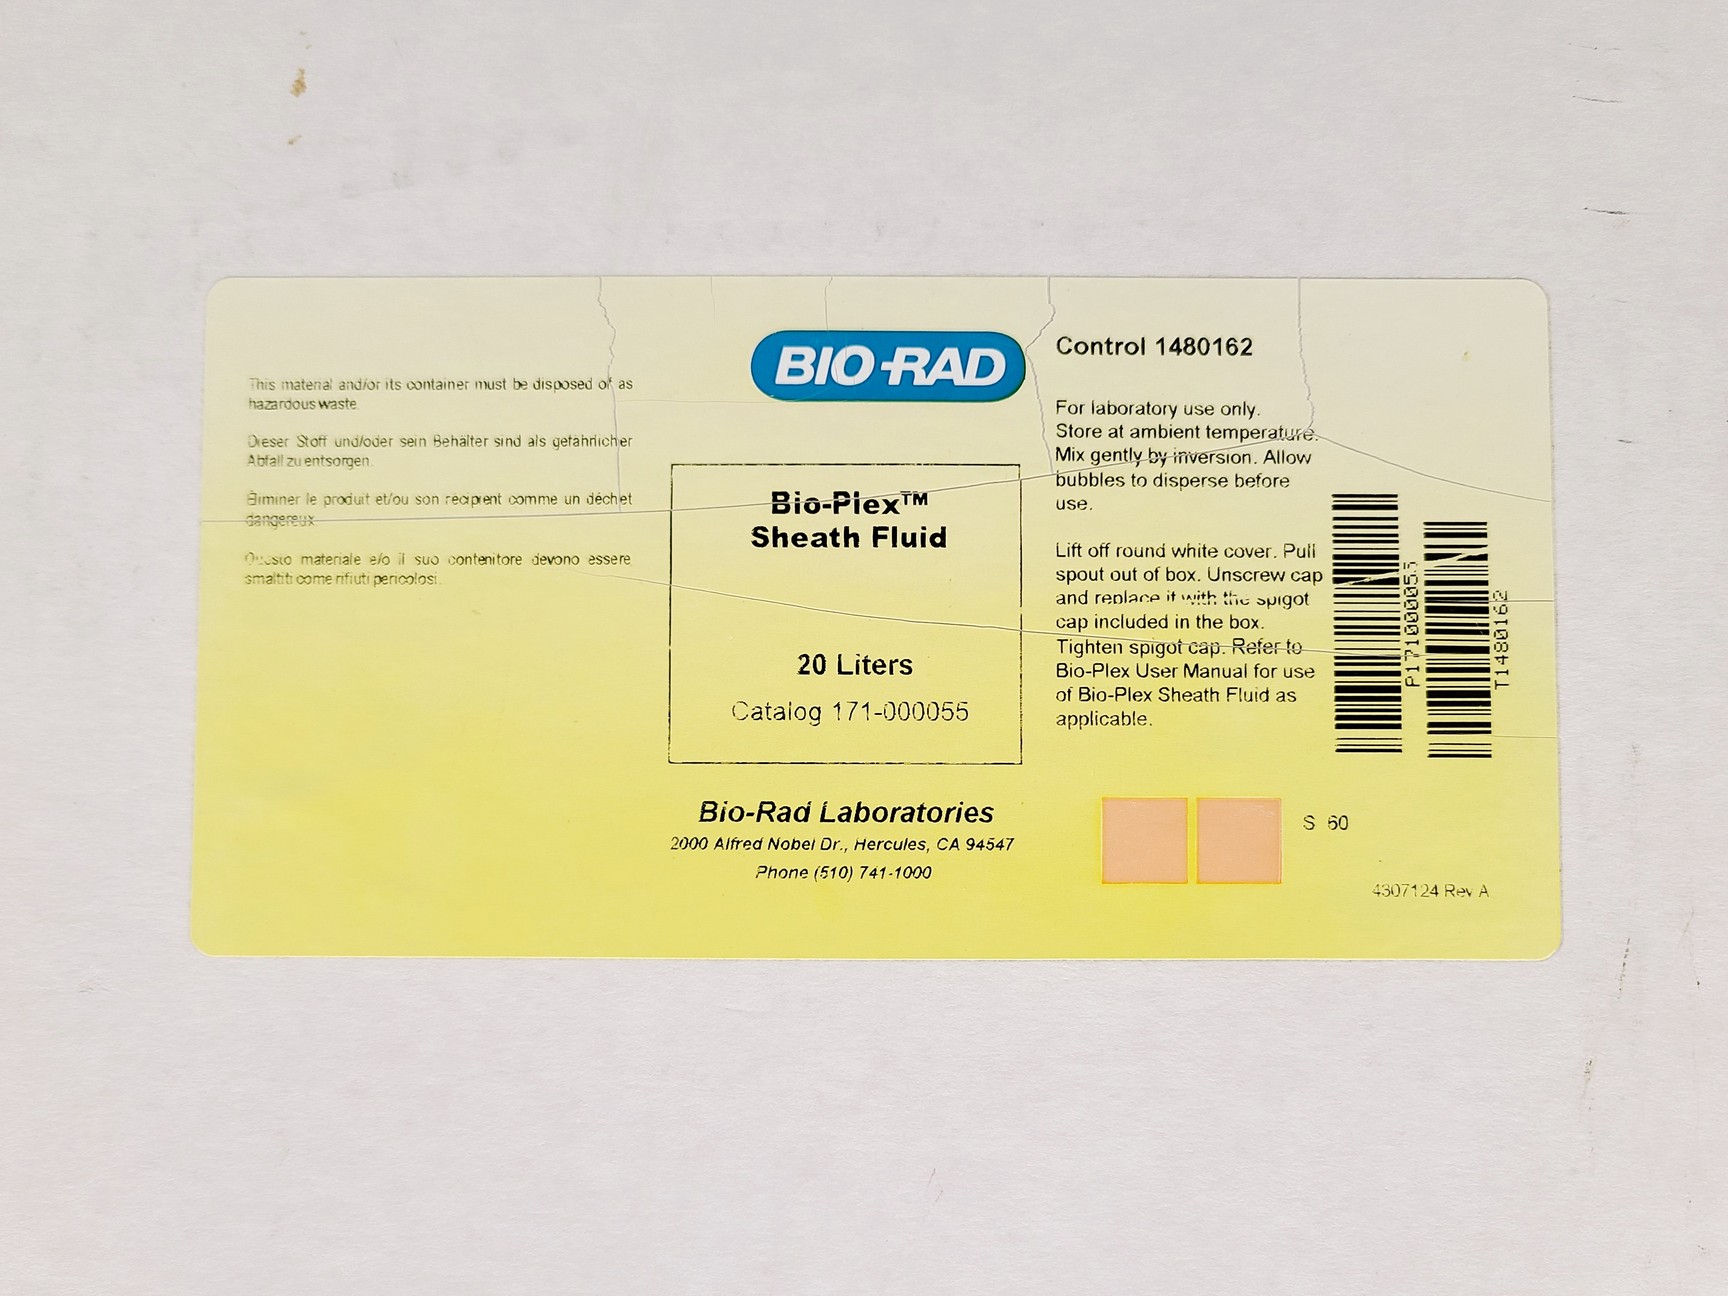 This material and/or its container must be disposed of as
hazardous waste.
Dieser Stoff und/oder sein Behälter sind als gefährlicher
Abfall zu entsorgen.
Éliminer le produit et/ou son récipient comme un déchet
dangereux.
Questo materiale e/o il suo contenitore devono essere
smaltiti come rifiuti pericolosi.
BIO-RAD
Bio-Plex™
Sheath Fluid
20 Liters
Catalog 171-000055
Bio-Rad Laboratories
2000 Alfred Nobel Dr., Hercules, CA 94547
Phone (510) 741-1000
Control 1480162
For laboratory use only.
Store at ambient temperature.
Mix gently by inversion. Allow
bubbles to disperse before
use.
Lift off round white cover. Pull
spout out of box. Unscrew cap
and replace it with the spigot
cap included in the box.
Tighten spigot cap. Refer to
Bio-Plex User Manual for use
of Bio-Plex Sheath Fluid as
applicable.
P171000055
T1480162
S 60
4307124 Rev A